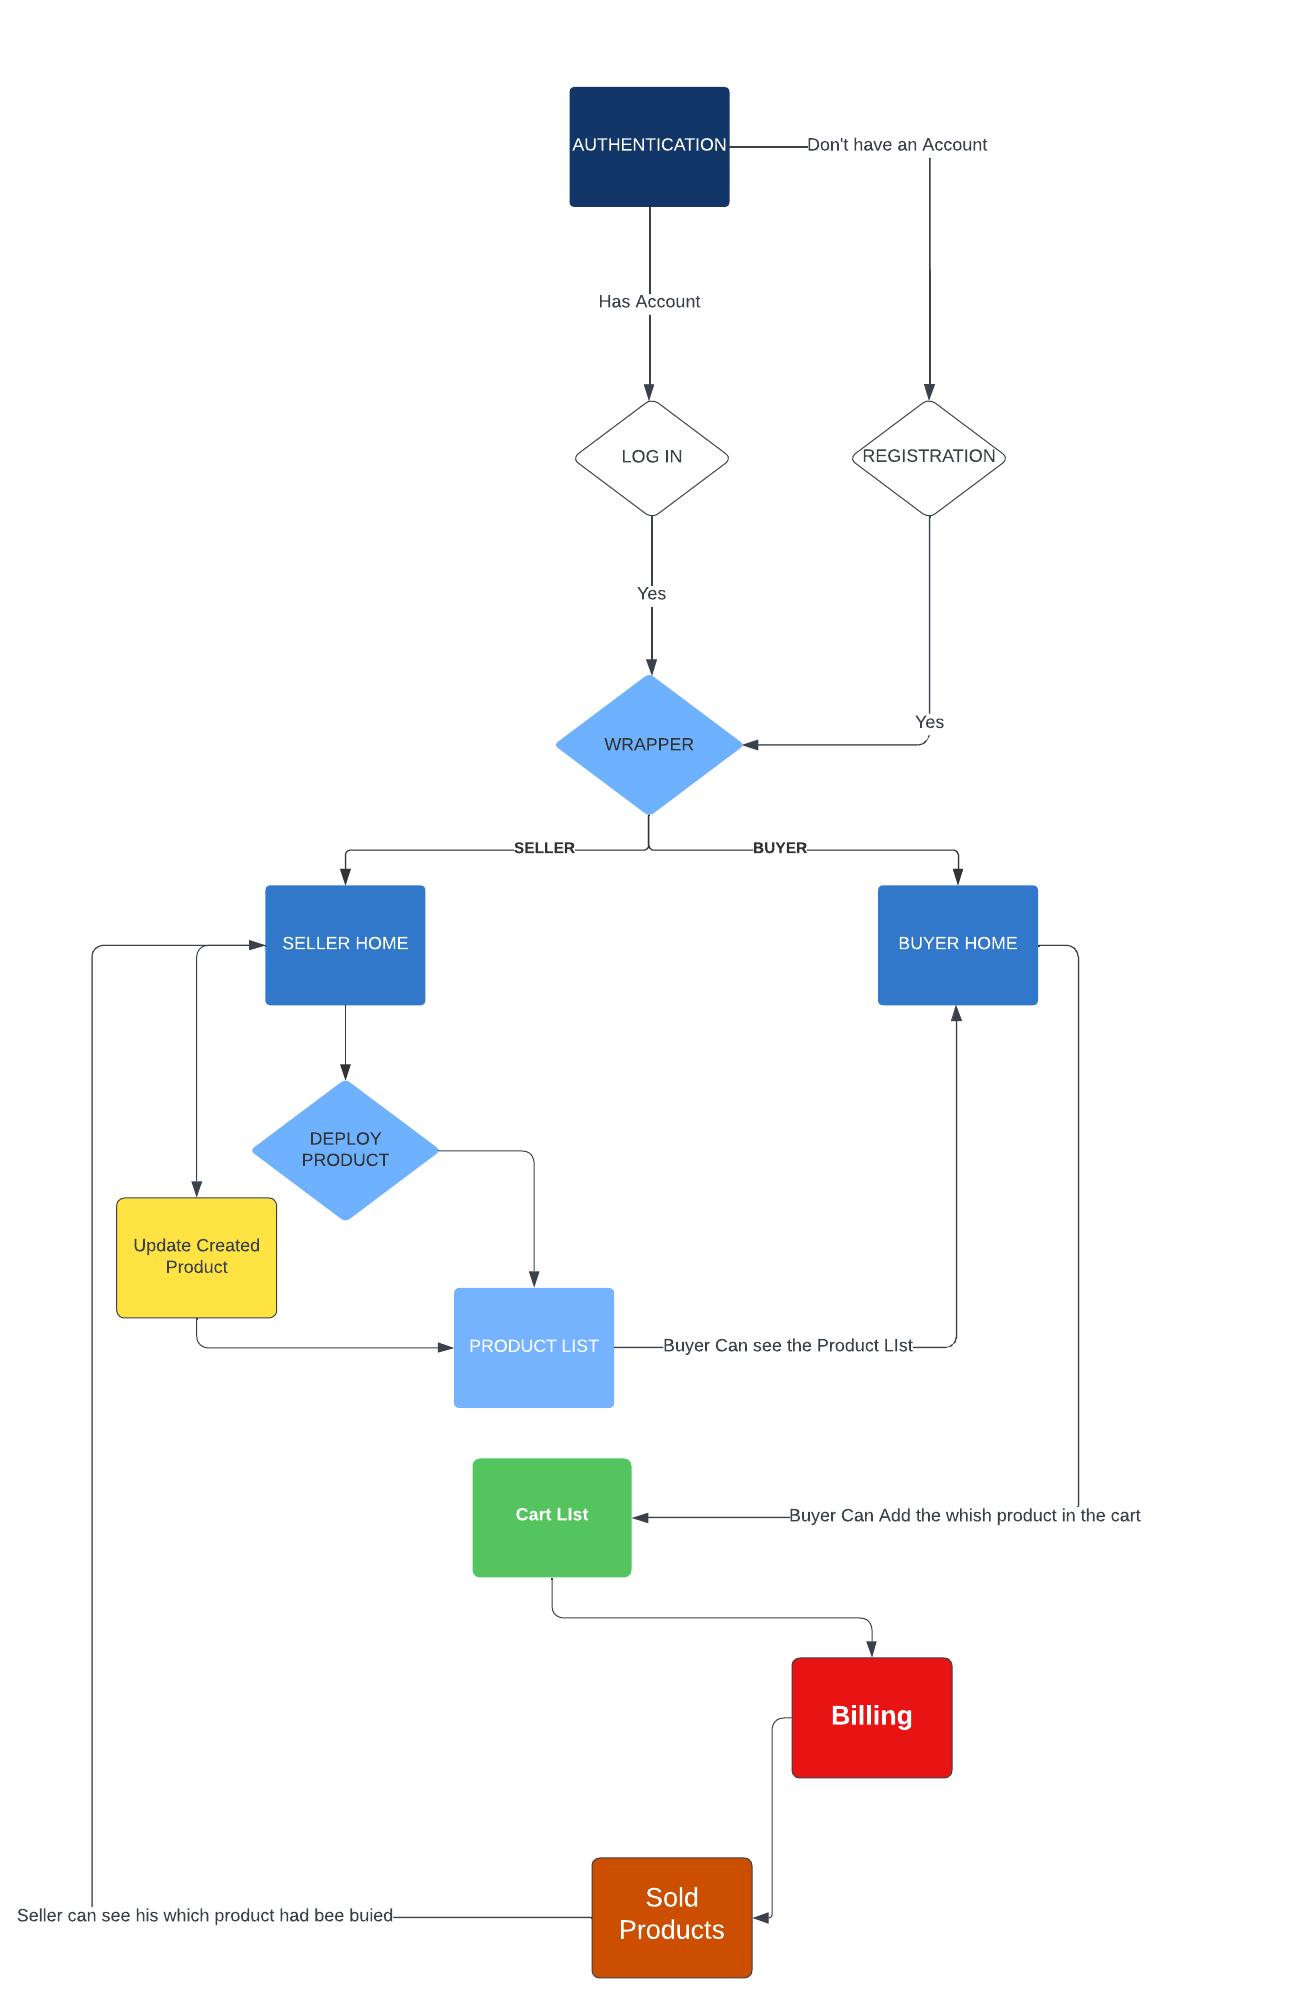 AUTHENTICATION
Don't have an Account
Has Account
LOG IN
REGISTRATION
Yes
Yes
WRAPPER
SELLER
BUYER
SELLER HOME
BUYER HOME
DEPLOY
PRODUCT
Update Created
Product
PRODUCT LIST
Buyer Can see the Product LIst
Cart LIst
Buyer Can Add the whish product in the cart
Billing
Sold
Products
Seller can see his which product had bee buied